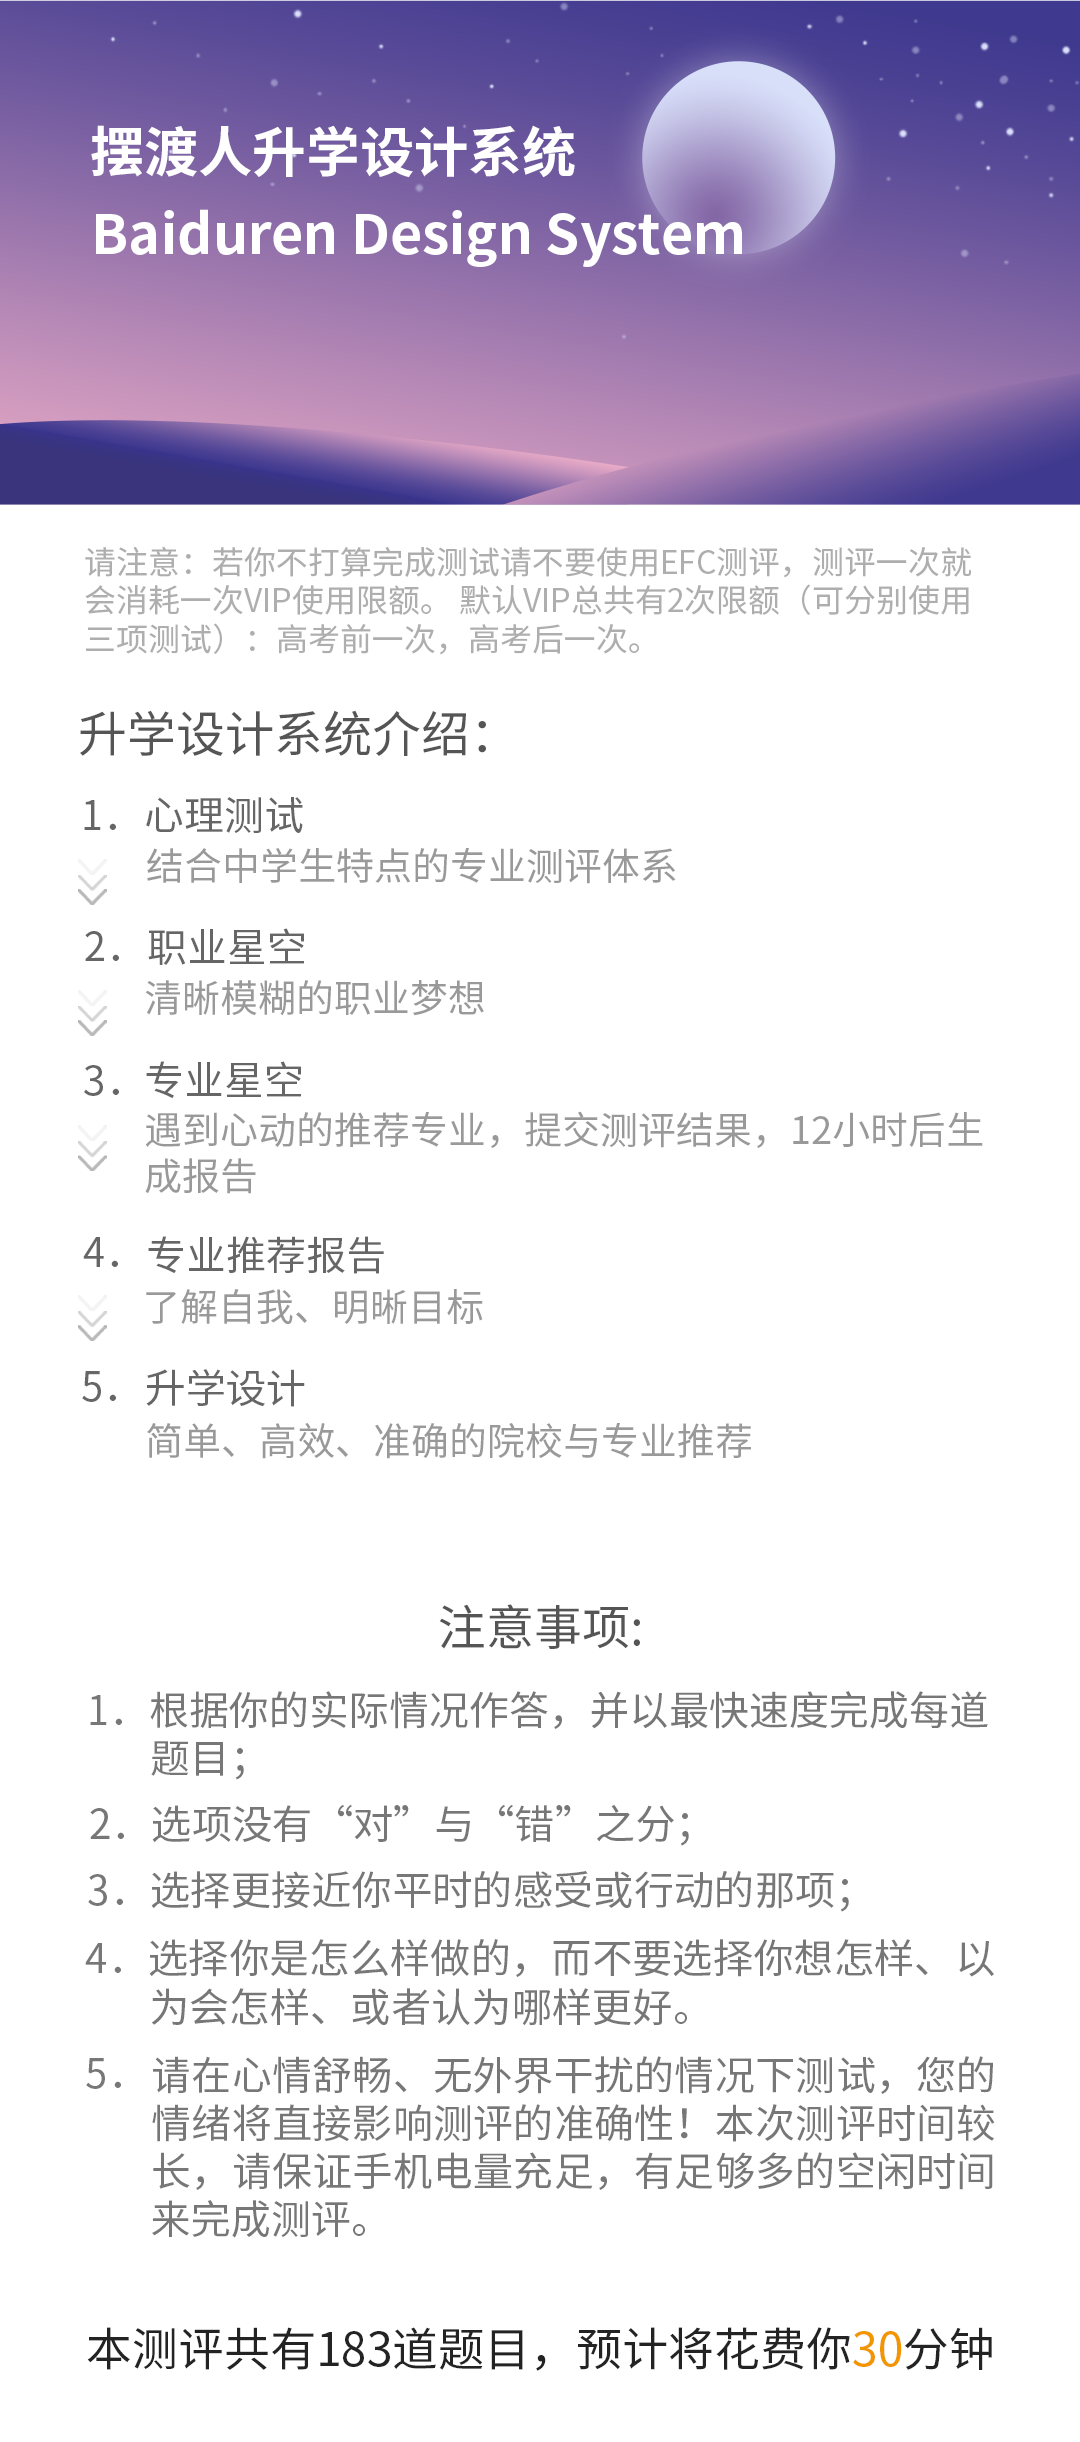 摆渡人升学设计系统
Baiduren Design System
请注意：若你不打算完成测试请不要使用EFC测评，测评一次就
会消耗一次VIP使用限额。 默认VIP总共有2次限额（可分别使用
三项测试）：高考前一次，高考后一次。
升学设计系统介绍：
1. 心理测试
结合中学生特点的专业测评体系
2. 职业星空
清晰模糊的职业梦想
3. 专业星空
遇到心动的推荐专业，提交测评结果，12小时后生
成报告
4. 专业推荐报告
了解自我、明晰目标
5. 升学设计
简单、高效、准确的院校与专业推荐
注意事项:
1. 根据你的实际情况作答，并以最快速度完成每道
题目；
2. 选项没有“对”与“错”之分；
3. 选择更接近你平时的感受或行动的那项；
4. 选择你是怎么样做的，而不要选择你想怎样、以
为会怎样、或者认为哪样更好。
5. 请在心情舒畅、无外界干扰的情况下测试，您的
情绪将直接影响测评的准确性！本次测评时间较
长，请保证手机电量充足，有足够多的空闲时间
来完成测评。
本测评共有183道题目，预计将花费你30分钟